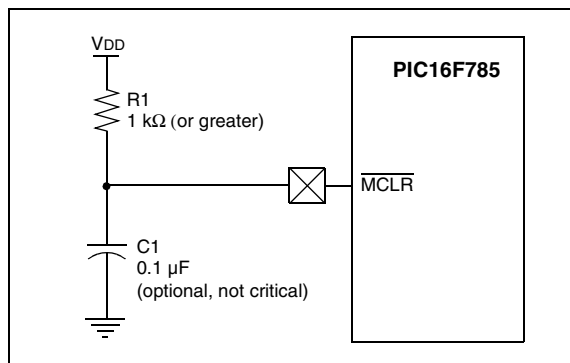 VDD
PIC16F785
R1
1 kΩ (or greater)
MCLR
C1
0.1 µF
(optional, not critical)